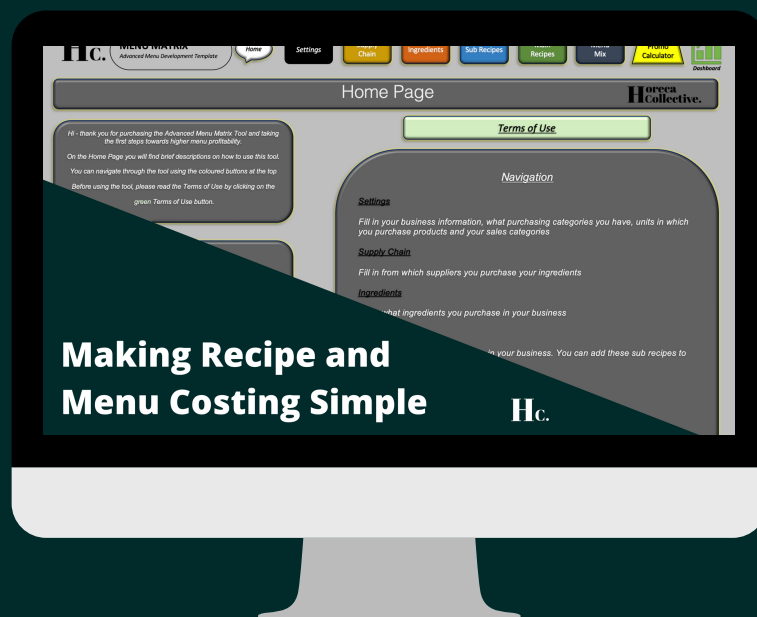 Hc.
MENU MATRIX
Advanced Menu Development Template
Home
Settings
Supply
Chain
Ingredients
Sub Recipes
Main
Recipes
Menu
Mix
Promo
Calculator
Dashboard
Home Page
Horeca
Collective.
Hi - thank you for purchasing the Advanced Menu Matrix Tool and taking
the first steps towards higher menu profitability.
On the Home Page you will find brief descriptions on how to use this tool.
You can navigate through the tool using the coloured buttons at the top
Before using the tool, please read the Terms of Use by clicking on the
green Terms of Use button.
Terms of Use
Navigation
Settings
Fill in your business information, what purchasing categories you have, units in which
you purchase products and your sales categories
Supply Chain
Fill in from which suppliers you purchase your ingredients
Ingredients
what ingredients you purchase in your business
in your business. You can add these sub recipes to
Making Recipe and
Menu Costing Simple
Hc.